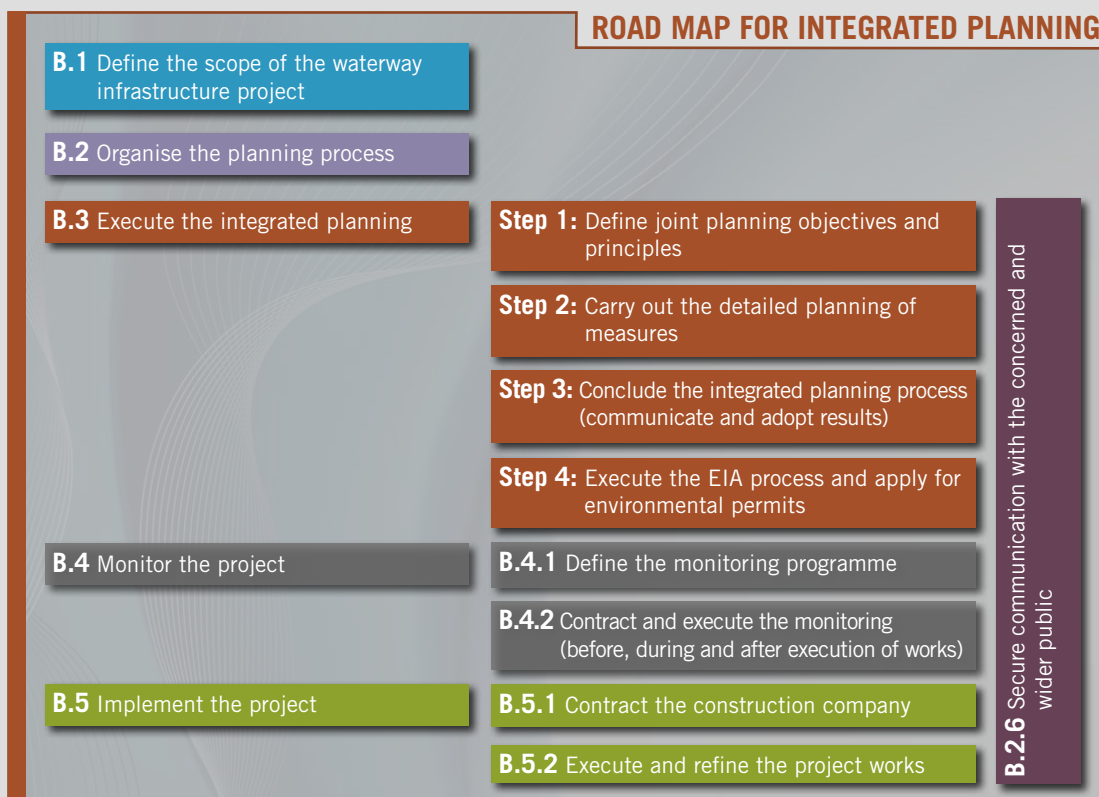 ROAD MAP FOR INTEGRATED PLANNING
B.1 Define the scope of the waterway
infrastructure project
B.2 Organise the planning process
B.3 Execute the integrated planning
Step 1: Define joint planning objectives and
principles
Step 2: Carry out the detailed planning of
measures
Step 3: Conclude the integrated planning process
(communicate and adopt results)
Step 4: Execute the EIA process and apply for
environmental permits
B.4 Monitor the project
B.4.1 Define the monitoring programme
B.4.2 Contract and execute the monitoring
(before, during and after execution of works)
B.5 Implement the project
B.5.1 Contract the construction company
B.5.2 Execute and refine the project works
B.2.6 Secure communication with the concerned and
wider public